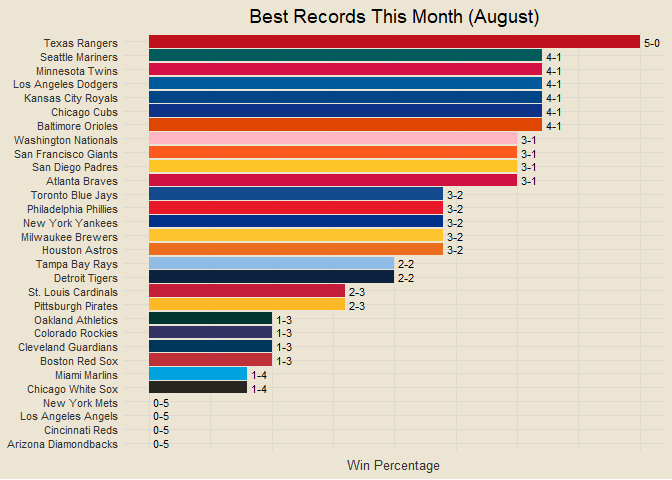 Best Records This Month (August)
Texas Rangers 5-0
Seattle Mariners 4-1
Minnesota Twins 4-1
Los Angeles Dodgers 4-1
Kansas City Royals 4-1
Chicago Cubs 4-1
Baltimore Orioles 4-1
Washington Nationals 3-1
San Francisco Giants 3-1
San Diego Padres 3-1
Atlanta Braves 3-1
Toronto Blue Jays 3-2
Philadelphia Phillies 3-2
New York Yankees 3-2
Milwaukee Brewers 3-2
Houston Astros 3-2
Tampa Bay Rays 2-2
Detroit Tigers 2-2
St. Louis Cardinals 2-3
Pittsburgh Pirates 2-3
Oakland Athletics 1-3
Colorado Rockies 1-3
Cleveland Guardians 1-3
Boston Red Sox 1-3
Miami Marlins 1-4
Chicago White Sox 1-4
New York Mets 0-5
Los Angeles Angels 0-5
Cincinnati Reds 0-5
Arizona Diamondbacks 0-5
Win Percentage